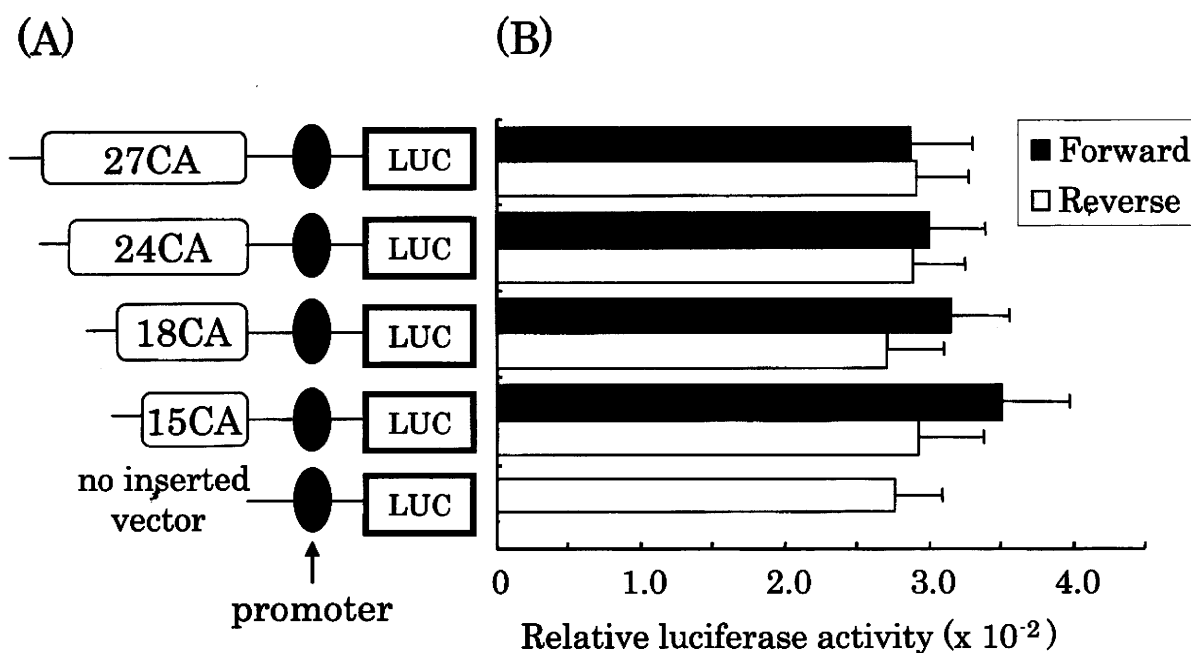 (A)
(B)
27CA
LUC
24CA
LUC
18CA
LUC
15CA
LUC
no inserted
vector
LUC
promoter
Forward
Reverse
0 1.0 2.0 3.0 4.0
Relative luciferase activity (x 10⁻²)